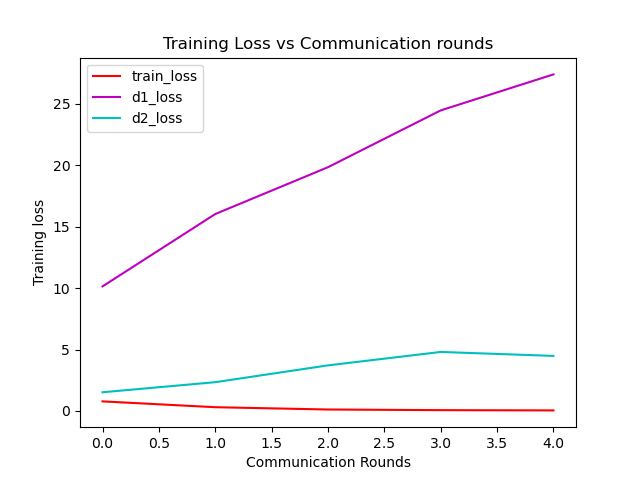 Training Loss vs Communication rounds
train_loss
d1_loss
d2_loss
Training loss
25
20
15
10
5
0
0.0 0.5 1.0 1.5 2.0 2.5 3.0 3.5 4.0
Communication Rounds